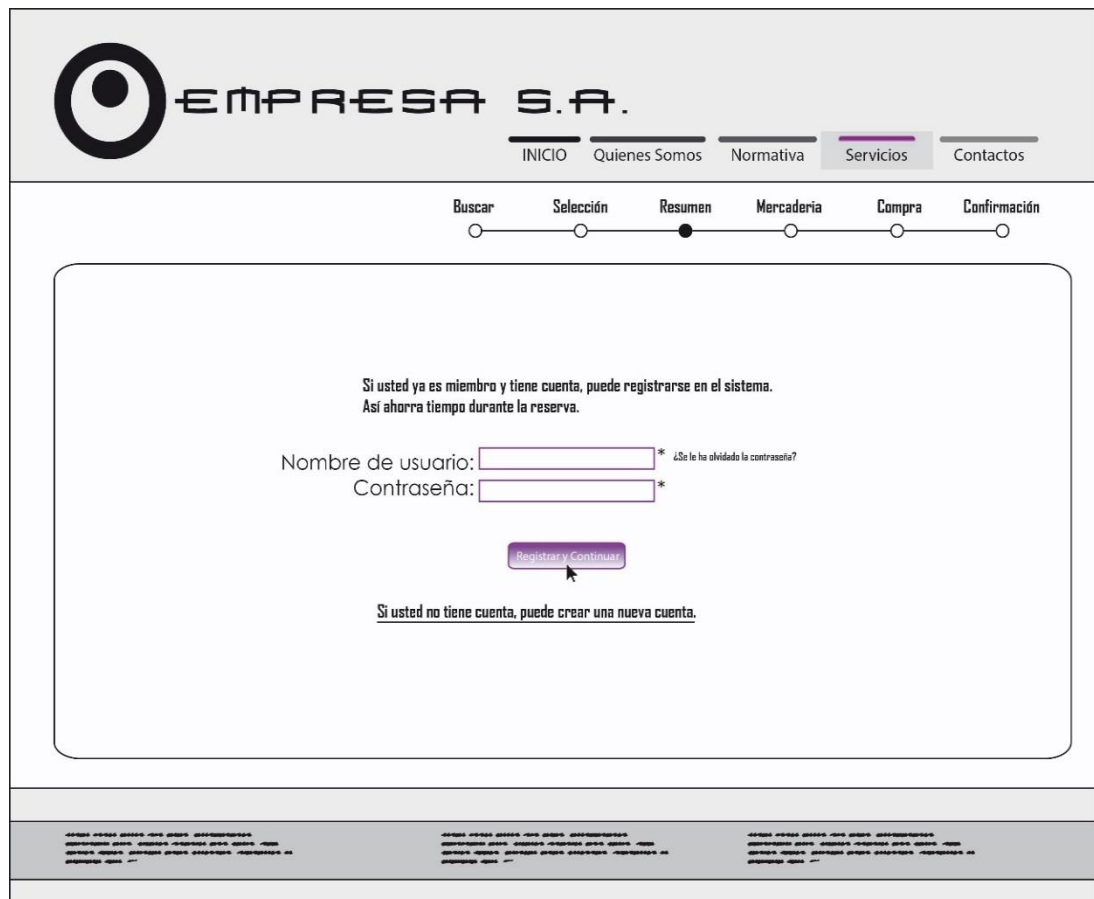 EMPRESA S.A.
INICIO Quienes Somos Normativa Servicios Contactos
Buscar Selección Resumen Mercaderia Compra Confirmación
Si usted ya es miembro y tiene cuenta, puede registrarse en el sistema.
Así ahorra tiempo durante la reserva.
Nombre de usuario: * ¿Se le ha olvidado la contraseña?
Contraseña: *
Registrar y Continuar
Si usted no tiene cuenta, puede crear una nueva cuenta.